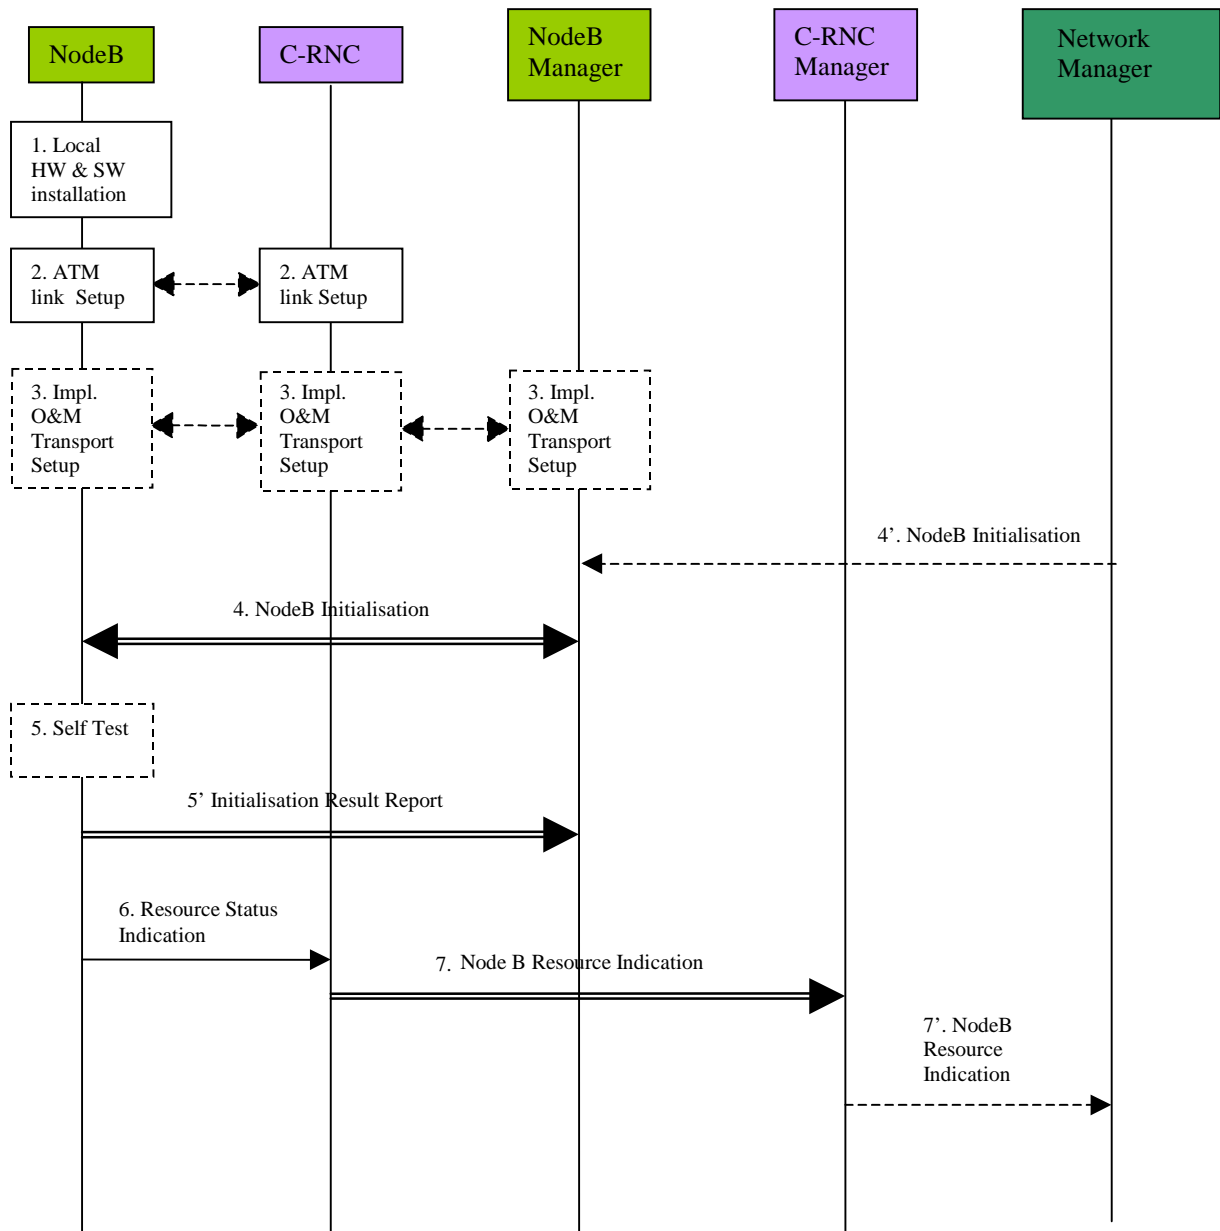 NodeB
C-RNC
NodeB
Manager
C-RNC
Manager
Network
Manager
1. Local
HW & SW
installation
2. ATM
link Setup
2. ATM
link Setup
3. Impl.
O&M
Transport
Setup
3. Impl.
O&M
Transport
Setup
3. Impl.
O&M
Transport
Setup
4’. NodeB Initialisation
4. NodeB Initialisation
5. Self Test
5’ Initialisation Result Report
6. Resource Status
Indication
7. Node B Resource Indication
7’. NodeB
Resource
Indication